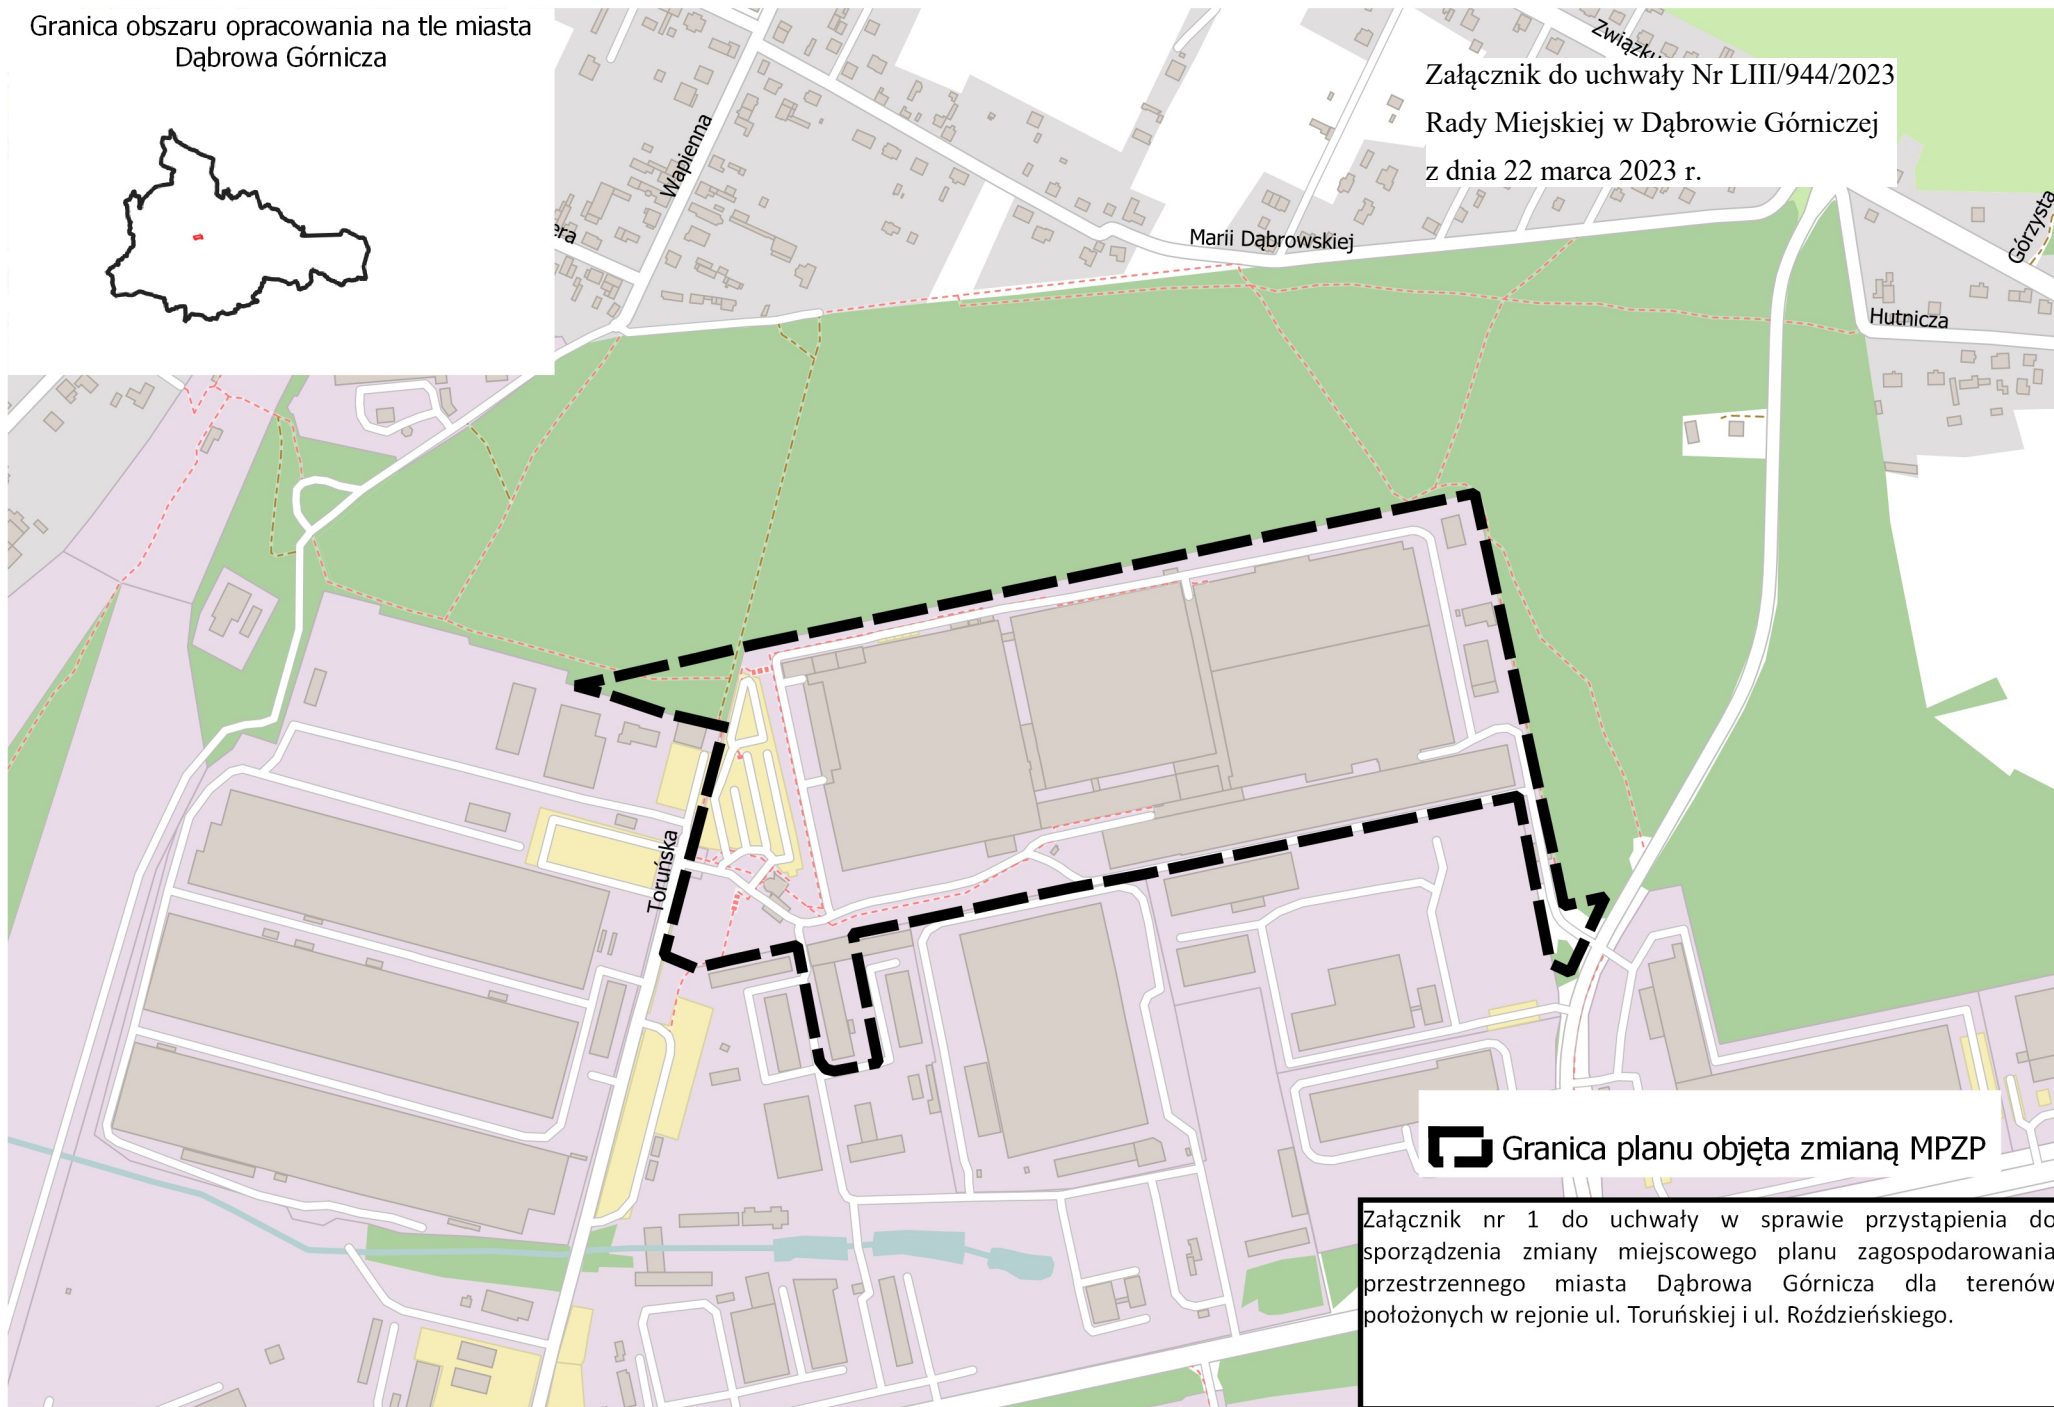 Granica obszaru opracowania na tle miasta
Dąbrowa Górnicza
Związku
Załącznik do uchwały Nr LIII/944/2023
Rady Miejskiej w Dąbrowie Górniczej
z dnia 22 marca 2023 r.
Wapienna
era
Marii Dąbrowskiej
Górzysta
Hutnicza
Toruńska
Granica planu objęta zmianą MPZP
Załącznik nr 1 do uchwały w sprawie przystąpienia do
sporządzenia zmiany miejscowego planu zagospodarowania
przestrzennego miasta Dąbrowa Górnicza dla terenów
położonych w rejonie ul. Toruńskiej i ul. Roździeńskiego.